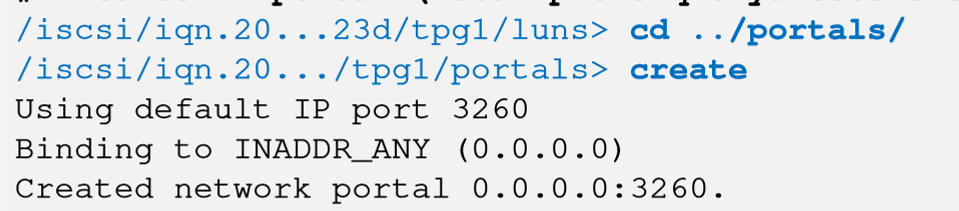 /iscsi/iqn.20...23d/tpg1/luns> cd ../portals/
/iscsi/iqn.20.../tpg1/portals> create
Using default IP port 3260
Binding to INADDR_ANY (0.0.0.0)
Created network portal 0.0.0.0:3260.